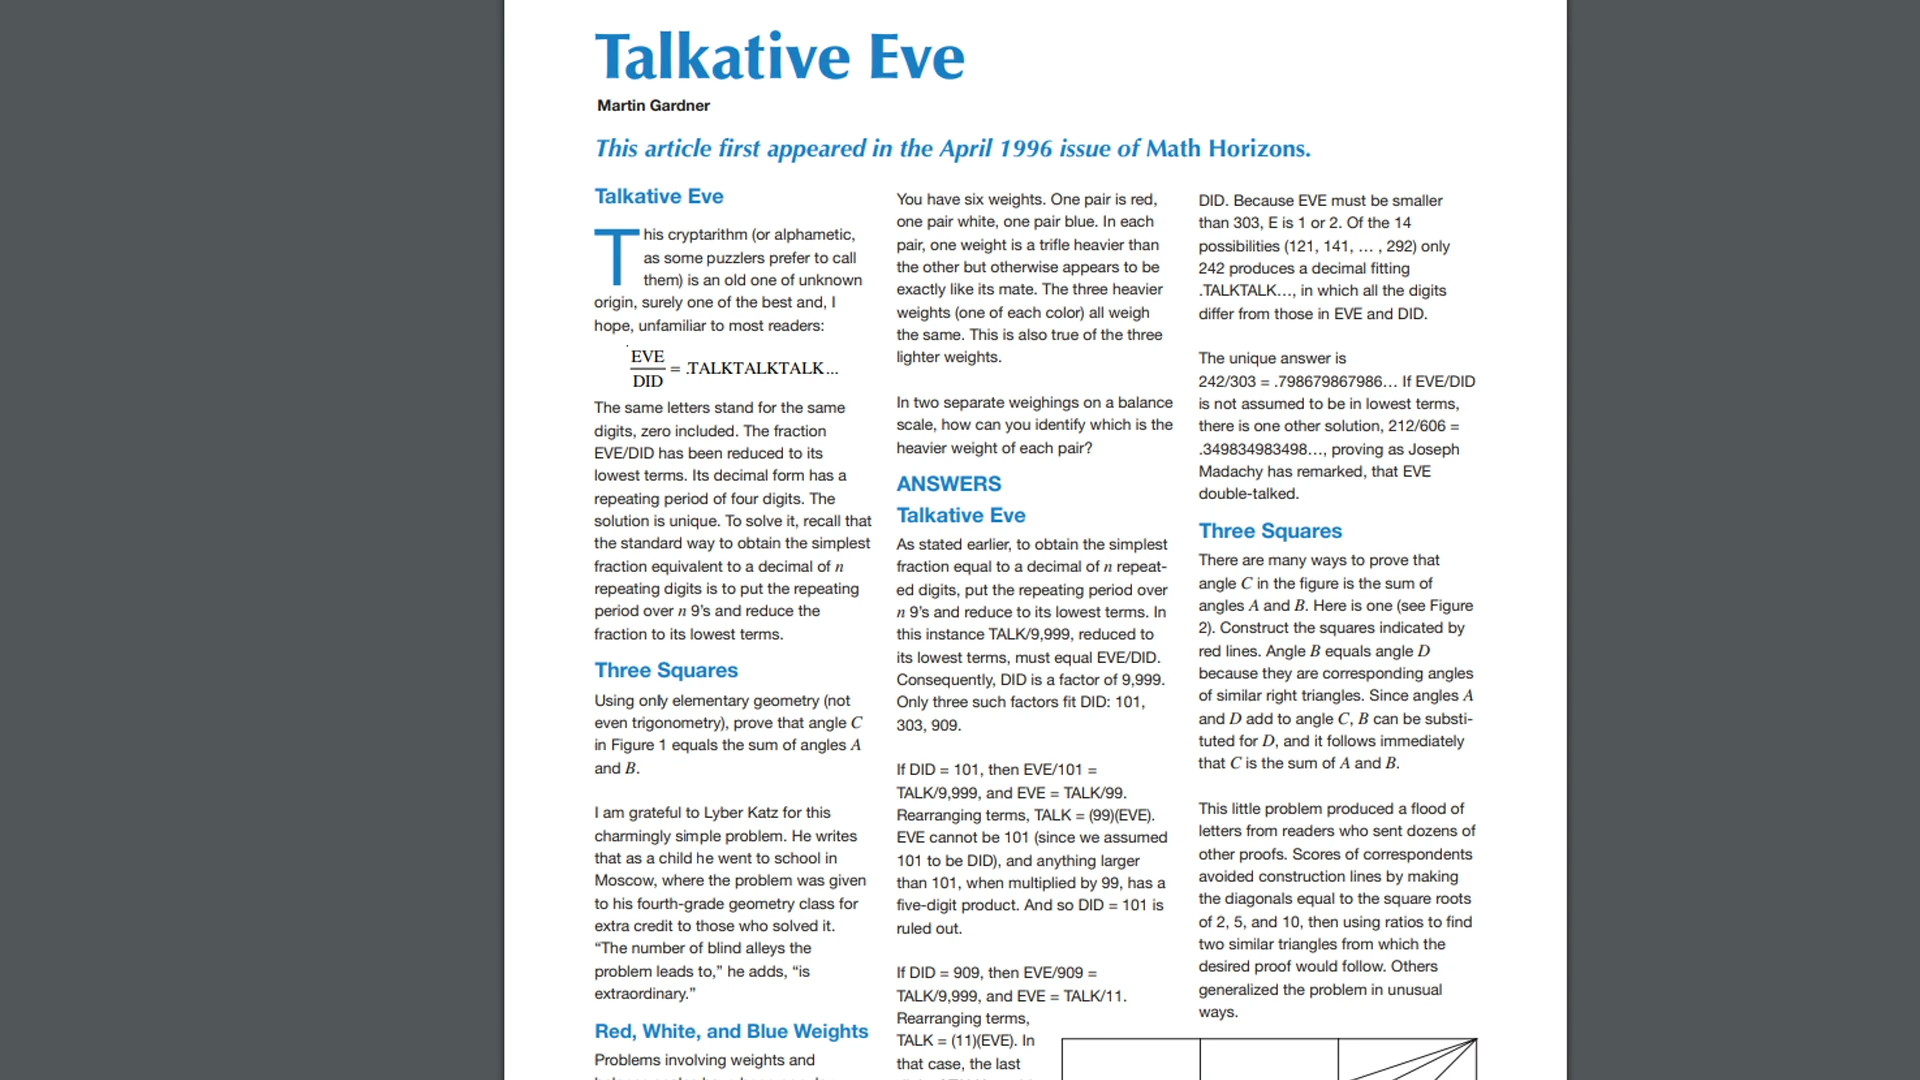 Talkative Eve
Martin Gardner
This article first appeared in the April 1996 issue of Math Horizons.
Talkative Eve
This cryptarithm (or alphametic,
as some puzzlers prefer to call
them) is an old one of unknown
origin, surely one of the best and, I
hope, unfamiliar to most readers:
EVE
DID
= .TALKTALKTALK...
The same letters stand for the same
digits, zero included. The fraction
EVE/DID has been reduced to its
lowest terms. Its decimal form has a
repeating period of four digits. The
solution is unique. To solve it, recall that
the standard way to obtain the simplest
fraction equivalent to a decimal of n
repeating digits is to put the repeating
period over n 9’s and reduce the
fraction to its lowest terms.
Three Squares
Using only elementary geometry (not
even trigonometry), prove that angle C
in Figure 1 equals the sum of angles A
and B.
I am grateful to Lyber Katz for this
charmingly simple problem. He writes
that as a child he went to school in
Moscow, where the problem was given
to his fourth-grade geometry class for
extra credit to those who solved it.
“The number of blind alleys the
problem leads to,” he adds, “is
extraordinary.”
Red, White, and Blue Weights
Problems involving weights and
You have six weights. One pair is red,
one pair white, one pair blue. In each
pair, one weight is a trifle heavier than
the other but otherwise appears to be
exactly like its mate. The three heavier
weights (one of each color) all weigh
the same. This is also true of the three
lighter weights.
In two separate weighings on a balance
scale, how can you identify which is the
heavier weight of each pair?
ANSWERS
Talkative Eve
As stated earlier, to obtain the simplest
fraction equal to a decimal of n repeat-
ed digits, put the repeating period over
n 9’s and reduce to its lowest terms. In
this instance TALK/9,999, reduced to
its lowest terms, must equal EVE/DID.
Consequently, DID is a factor of 9,999.
Only three such factors fit DID: 101,
303, 909.
If DID = 101, then EVE/101 =
TALK/9,999, and EVE = TALK/99.
Rearranging terms, TALK = (99)(EVE).
EVE cannot be 101 (since we assumed
101 to be DID), and anything larger
than 101, when multiplied by 99, has a
five-digit product. And so DID = 101 is
ruled out.
If DID = 909, then EVE/909 =
TALK/9,999, and EVE = TALK/11.
Rearranging terms,
TALK = (11)(EVE). In
that case, the last
DID. Because EVE must be smaller
than 303, E is 1 or 2. Of the 14
possibilities (121, 141, … , 292) only
242 produces a decimal fitting
.TALKTALK…, in which all the digits
differ from those in EVE and DID.
The unique answer is
242/303 = .798679867986… If EVE/DID
is not assumed to be in lowest terms,
there is one other solution, 212/606 =
.349834983498…, proving as Joseph
Madachy has remarked, that EVE
double-talked.
Three Squares
There are many ways to prove that
angle C in the figure is the sum of
angles A and B. Here is one (see Figure
2). Construct the squares indicated by
red lines. Angle B equals angle D
because they are corresponding angles
of similar right triangles. Since angles A
and D add to angle C, B can be substi-
tuted for D, and it follows immediately
that C is the sum of A and B.
This little problem produced a flood of
letters from readers who sent dozens of
other proofs. Scores of correspondents
avoided construction lines by making
the diagonals equal to the square roots
of 2, 5, and 10, then using ratios to find
two similar triangles from which the
desired proof would follow. Others
generalized the problem in unusual
ways.